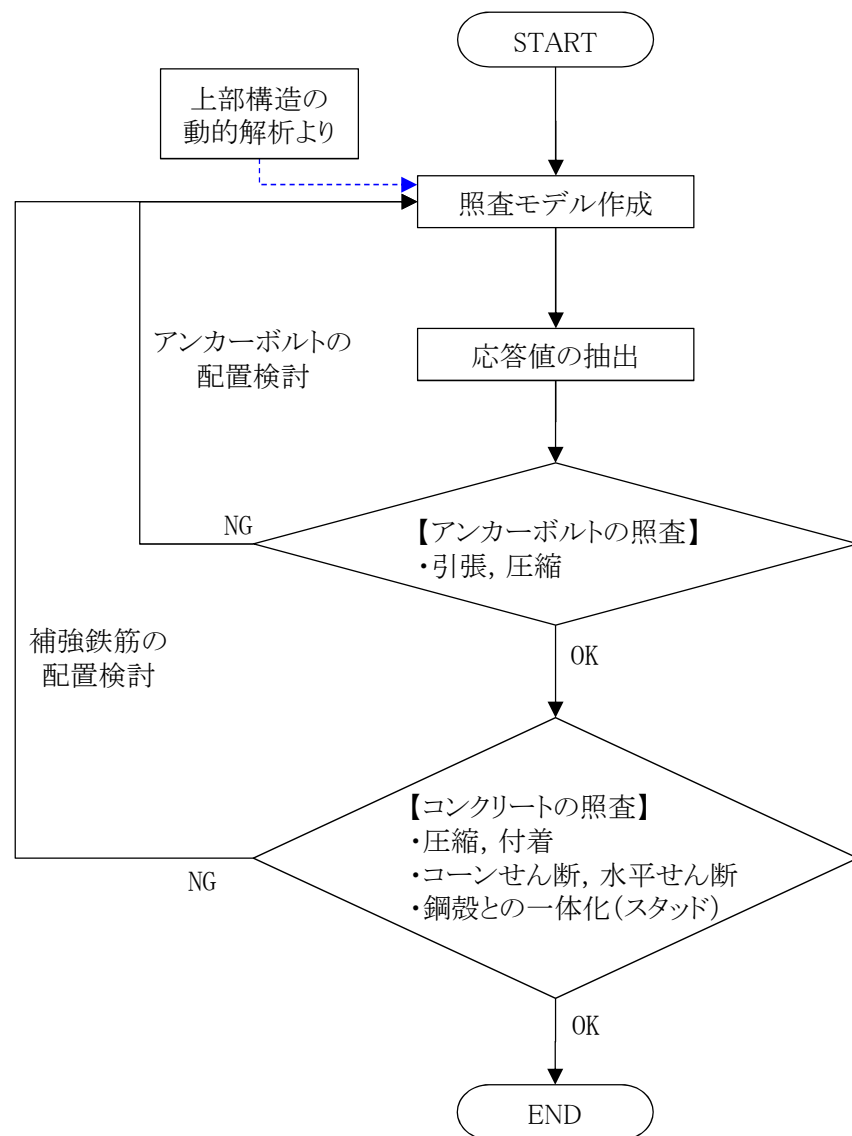 START
上部構造の
動的解析より
照査モデル作成
アンカーボルトの
配置検討
応答値の抽出
NG
【アンカーボルトの照査】
・引張, 圧縮
補強鉄筋の
配置検討
OK
【コンクリートの照査】
・圧縮, 付着
・コーンせん断, 水平せん断
・鋼殻との一体化(スタッド)
NG
OK
END